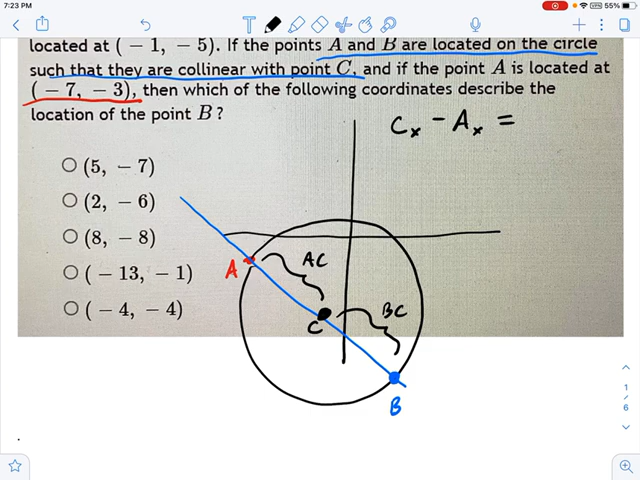 7:23 PM
55%
located at (−1, −5). If the points A and B are located on the circle
such that they are collinear with point C, and if the point A is located at
(−7, −3), then which of the following coordinates describe the
location of the point B?
Cx − Ax =
(5, −7)
(2, −6)
(8, −8)
(−13, −1)
(−4, −4)
A
AC
C
BC
B
1
/
6